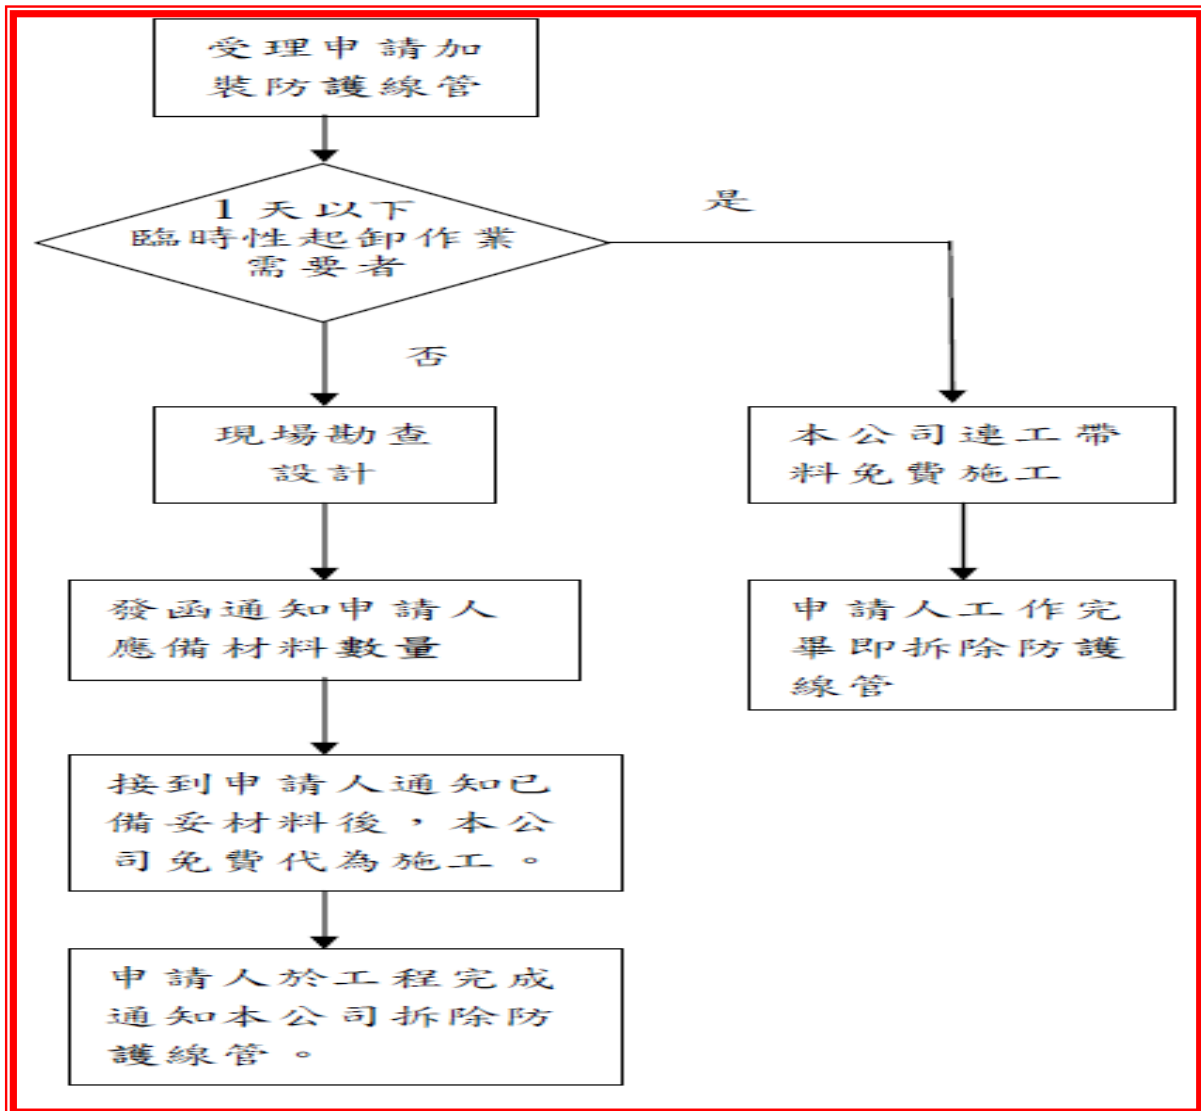 受理申請加
裝防護線管
1 天以下
臨時性起卸作業
需要者
是
否
現場勘查
設計
本公司連工帶
料免費施工
發函通知申請人
應備材料數量
申請人工作完
畢即拆除防護
線管
接到申請人通知已
備妥材料後，本公
司免費代為施工。
申請人於工程完成
通知本公司拆除防
護線管。